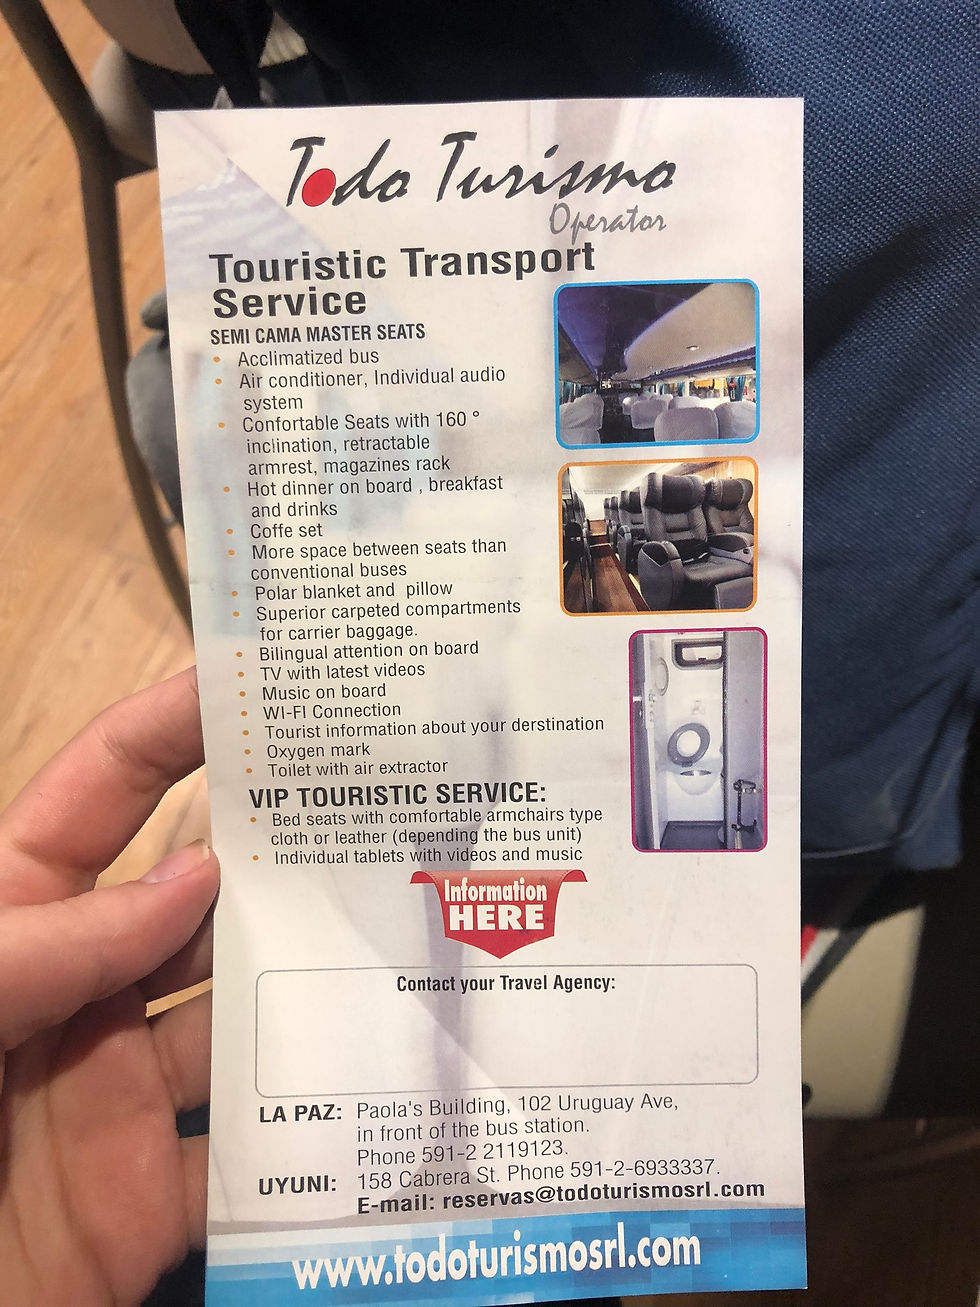 Todo Turismo
Operator
Touristic Transport
Service
SEMI CAMA MASTER SEATS
• Acclimatized bus
• Air conditioner, Individual audio
system
• Confortable Seats with 160 °
inclination, retractable
armrest, magazines rack
• Hot dinner on board , breakfast
and drinks
• Coffe set
• More space between seats than
conventional buses
• Polar blanket and pillow
• Superior carpeted compartments
for carrier baggage.
• Bilingual attention on board
• TV with latest videos
• Music on board
• WI-FI Connection
• Tourist information about your derstination
• Oxygen mark
• Toilet with air extractor
VIP TOURISTIC SERVICE:
• Bed seats with comfortable armchairs type
cloth or leather (depending the bus unit)
• Individual tablets with videos and music
Information
HERE
Contact your Travel Agency:
LA PAZ: Paola's Building, 102 Uruguay Ave,
in front of the bus station.
Phone 591-2 2119123.
UYUNI: 158 Cabrera St. Phone 591-2-6933337.
E-mail: reservas@todoturismosrl.com
www.todoturismosrl.com